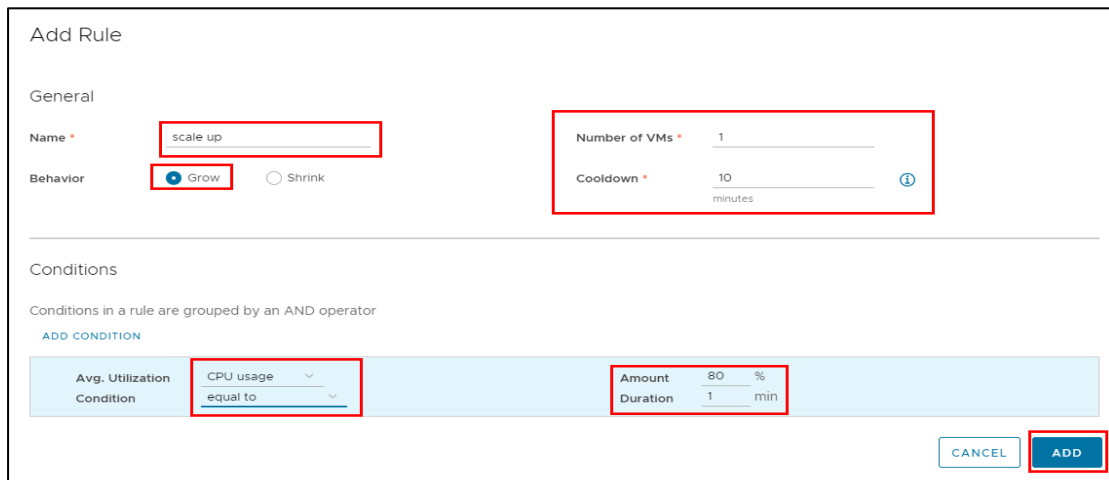 Add Rule
General
Name * scale up
Number of VMs * 1
Behavior Grow Shrink
Cooldown * 10
minutes
Conditions
Conditions in a rule are grouped by an AND operator
ADD CONDITION
Avg. Utilization CPU usage
Amount 80 %
Condition equal to
Duration 1 min
CANCEL ADD